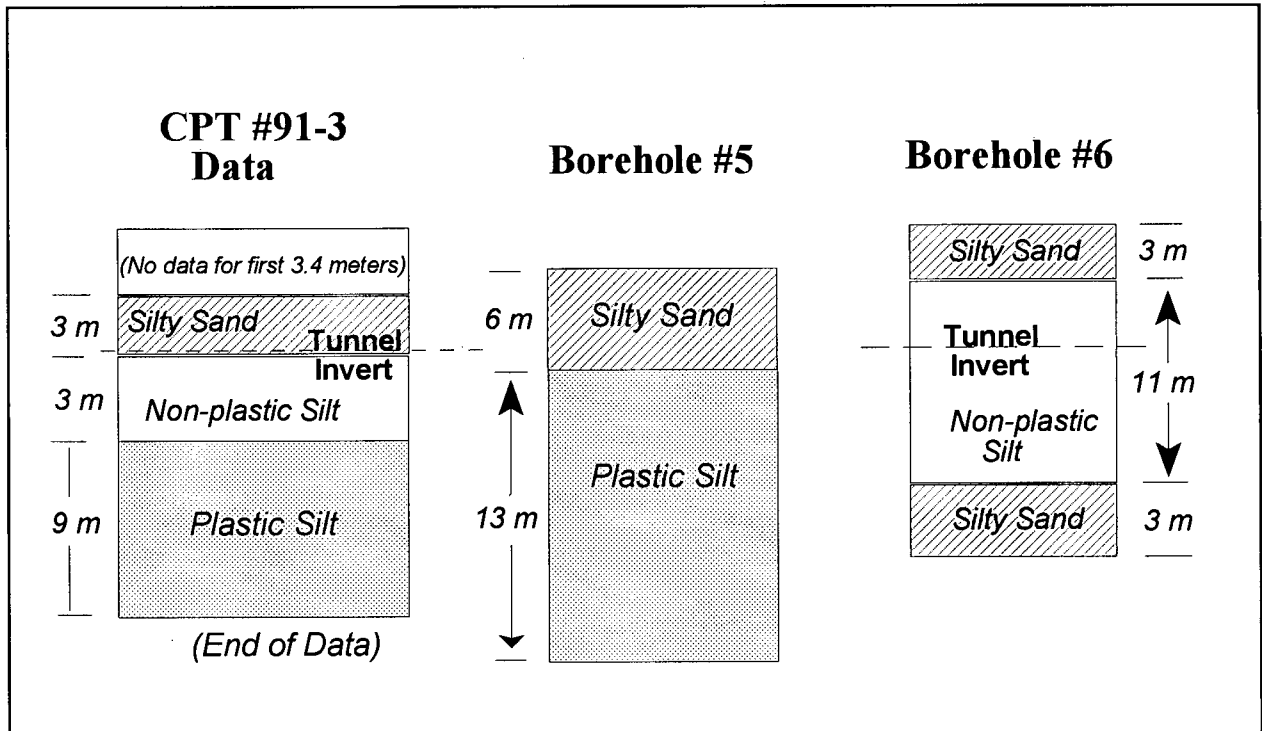 CPT #91-3
Data
(No data for first 3.4 meters)
3 m
Silty Sand
Tunnel
Invert
3 m
Non-plastic Silt
9 m
Plastic Silt
(End of Data)
Borehole #5
6 m
Silty Sand
13 m
Plastic Silt
Borehole #6
Silty Sand
3 m
Tunnel
Invert
11 m
Non-plastic
Silt
Silty Sand
3 m